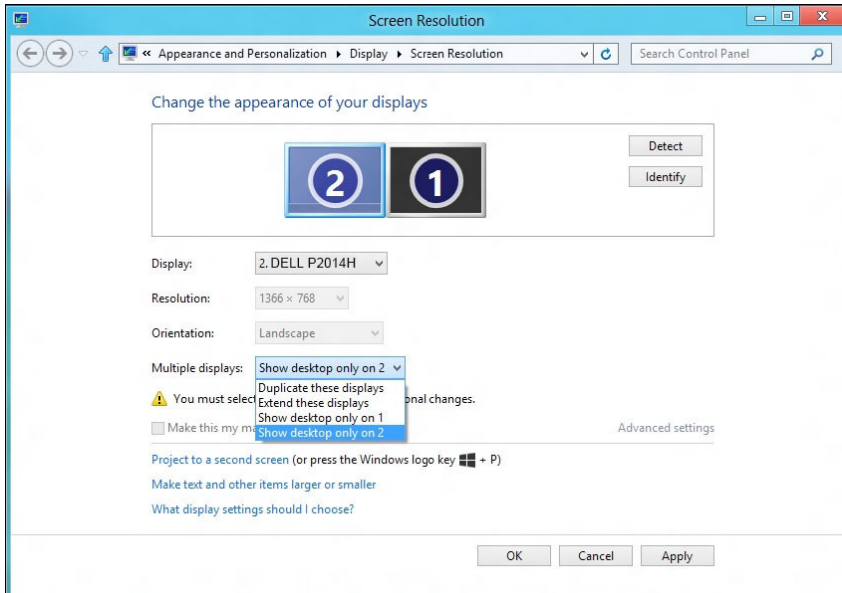 Screen Resolution
« Appearance and Personalization ▸ Display ▸ Screen Resolution
Search Control Panel
Change the appearance of your displays
2
1
Detect
Identify
Display: 2. DELL P2014H
Resolution: 1366 × 768
Orientation: Landscape
Multiple displays: Show desktop only on 2
Duplicate these displays
You must selec
onal changes.
Extend these displays
Show desktop only on 1
Make this my m
Show desktop only on 2
Advanced settings
Project to a second screen (or press the Windows logo key + P)
Make text and other items larger or smaller
What display settings should I choose?
OK Cancel Apply